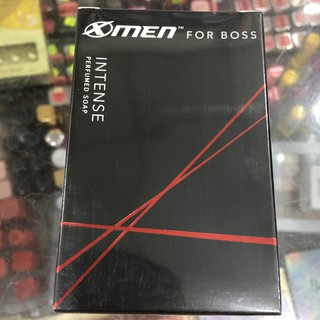 XMEN™ FOR BOSS
INTENSE
PERFUMED SOAP